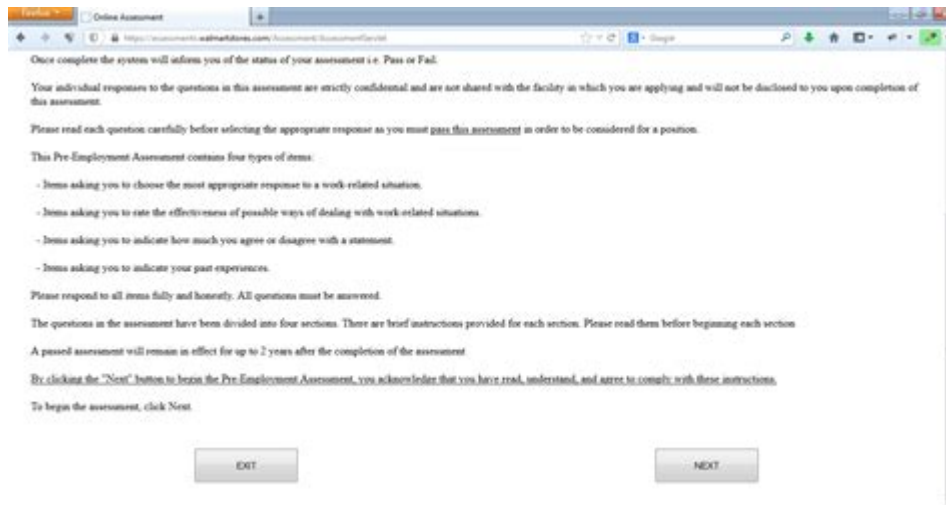 Firefox
Online Assessment
+
walmartstores.com
Google
Once complete the system will inform you of the status of your assessment i.e. Pass or Fail.
Your individual responses to the questions in this assessment are strictly confidential and are not shared with the facility in which you are applying and will not be disclosed to you upon completion of
this assessment.
Please read each question carefully before selecting the appropriate response as you must pass this assessment in order to be considered for a position.
This Pre-Employment Assessment contains four types of items:
- Items asking you to choose the most appropriate response to a work-related situation.
- Items asking you to rate the effectiveness of possible ways of dealing with work-related situations.
- Items asking you to indicate how much you agree or disagree with a statement.
- Items asking you to indicate your past experiences.
Please respond to all items fully and honestly. All questions must be answered.
The questions in the assessment have been divided into four sections. There are brief instructions provided for each section. Please read them before beginning each section
A passed assessment will remain in effect for up to 2 years after the completion of the assessment
By clicking the "Next" button to begin the Pre-Employment Assessment, you acknowledge that you have read, understand, and agree to comply with these instructions.
To begin the assessment, click Next.
EXIT
NEXT